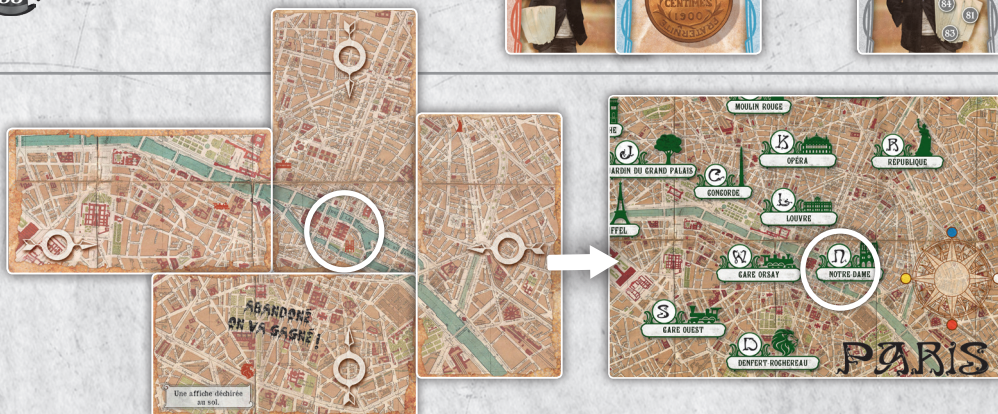 CENTIMES
1900
84
81
83
MOULIN ROUGE
J
JARDIN DU GRAND PALAIS
C
CONCORDE
K
OPÉRA
R
RÉPUBLIQUE
L
LOUVRE
W
GARE ORSAY
N
NOTRE-DAME
S
GARE OUEST
D
DENFERT-ROCHEREAU
PARIS
ABANDONÉ
ON VA GAGNÉ !
Une affiche déchirée
au sol.